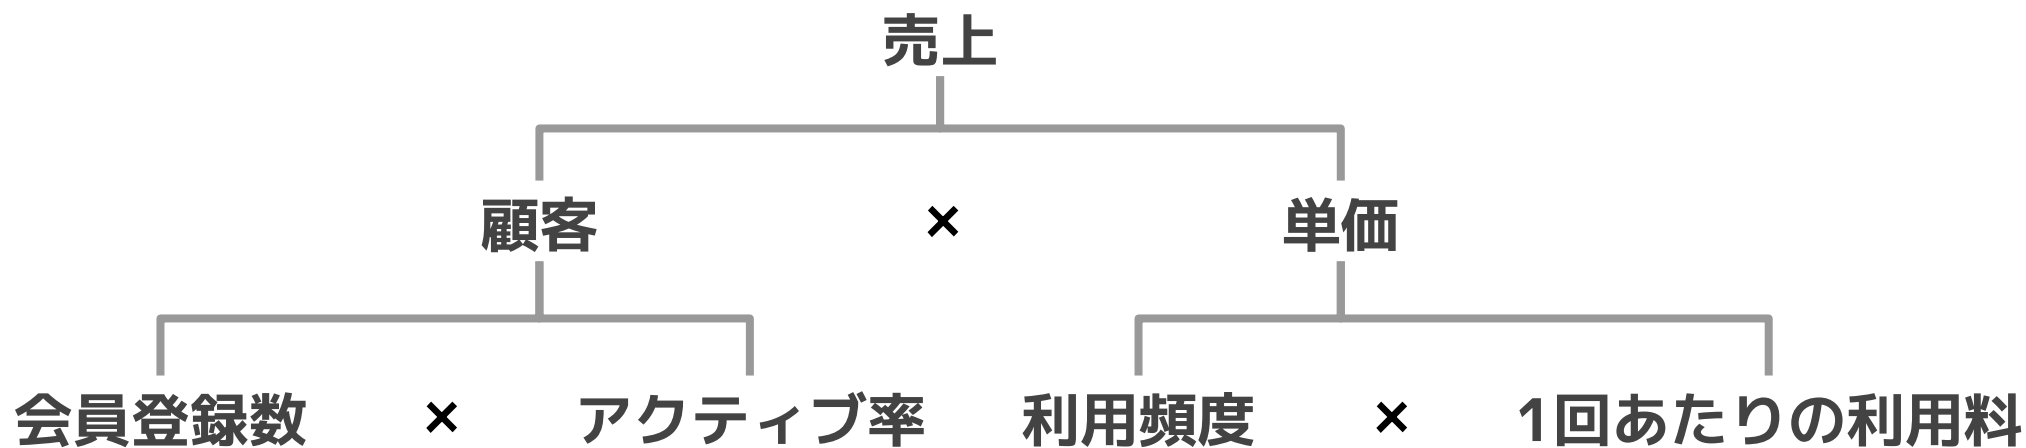 売上
顧客 × 単価
会員登録数 × アクティブ率 利用頻度 × 1回あたりの利用料